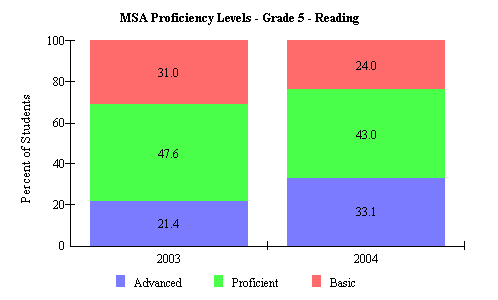 MSA Proficiency Levels - Grade 5 - Reading
Percent of Students
100
80
60
40
20
0
31.0
47.6
21.4
24.0
43.0
33.1
2003
2004
Advanced
Proficient
Basic